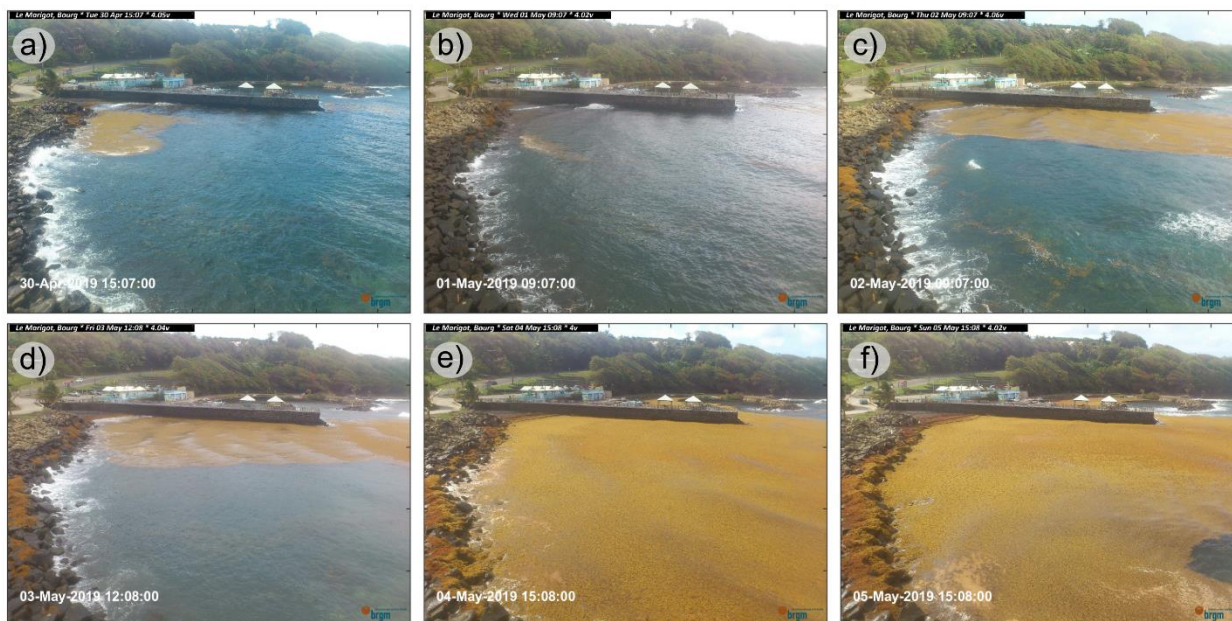 Le Marigot, Bourg * Tue 30 Apr 15:07 * 4.05v
a)
30-Apr-2019 15:07:00
brgm
Le Marigot, Bourg * Wed 01 May 09:07 * 4.02v
b)
01-May-2019 09:07:00
brgm
Le Marigot, Bourg * Thu 02 May 09:07 * 4.06v
c)
02-May-2019 09:07:00
brgm
Le Marigot, Bourg * Fri 03 May 12:08 * 4.04v
d)
03-May-2019 12:08:00
brgm
Le Marigot, Bourg * Sat 04 May 15:08 * 4v
e)
04-May-2019 15:08:00
brgm
Le Marigot, Bourg * Sun 05 May 15:08 * 4.02v
f)
05-May-2019 15:08:00
brgm